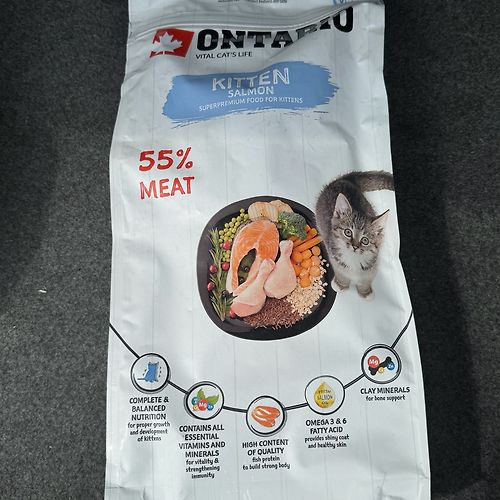 ONTARIO
VITAL CAT'S LIFE
KITTEN
SALMON
SUPERPREMIUM FOOD FOR KITTENS
55%
MEAT
COMPLETE &
BALANCED
NUTRITION
for proper growth
and development
of kittens
CONTAINS ALL
ESSENTIAL
VITAMINS AND
MINERALS
for vitality &
strengthening
immunity
HIGH CONTENT
OF QUALITY
fish protein
to build strong body
SALMON
OMEGA 3 & 6
FATTY ACID
provides shiny coat
and healthy skin
Mg
CLAY MINERALS
for bone support